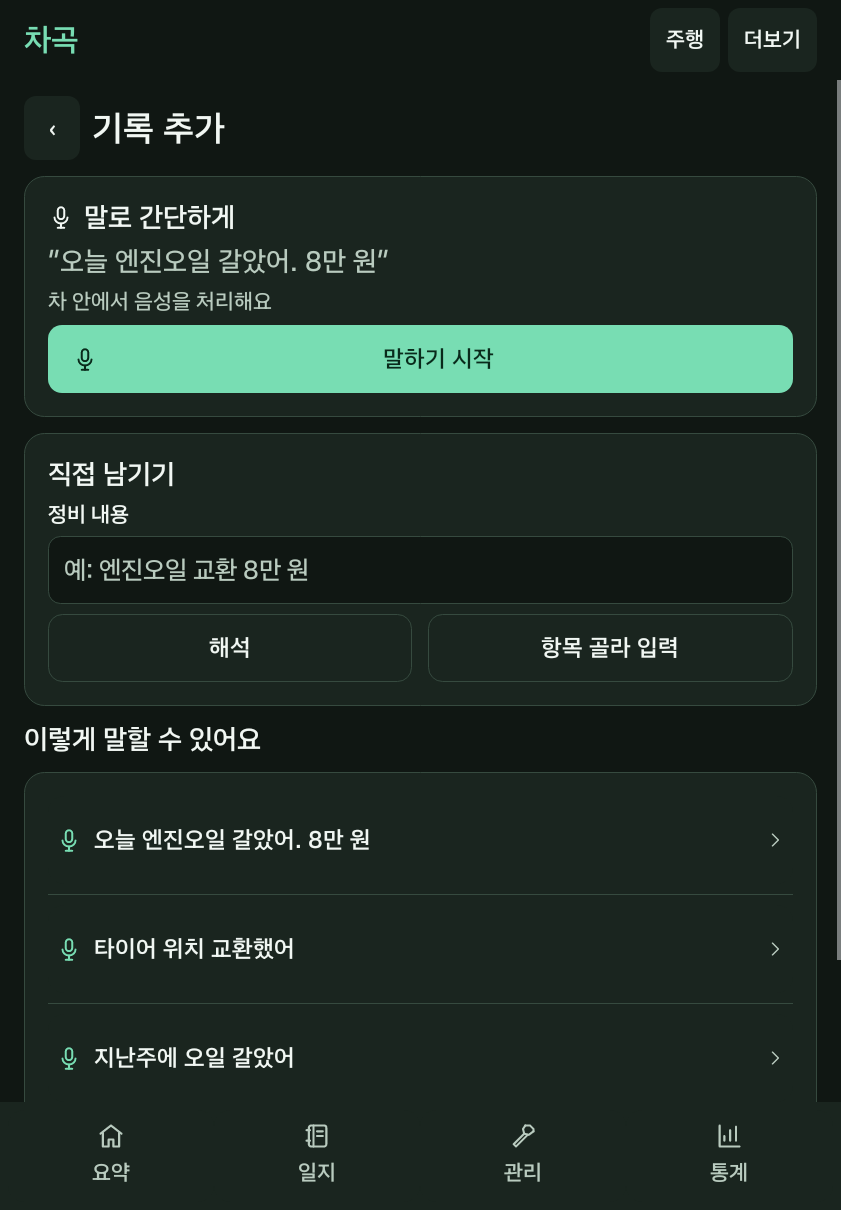 차곡
주행
더보기
기록 추가
말로 간단하게
"오늘 엔진오일 갈았어. 8만 원"
차 안에서 음성을 처리해요
말하기 시작
직접 남기기
정비 내용
예: 엔진오일 교환 8만 원
해석
항목 골라 입력
이렇게 말할 수 있어요
오늘 엔진오일 갈았어. 8만 원
타이어 위치 교환했어
지난주에 오일 갈았어
요약
일지
관리
통계